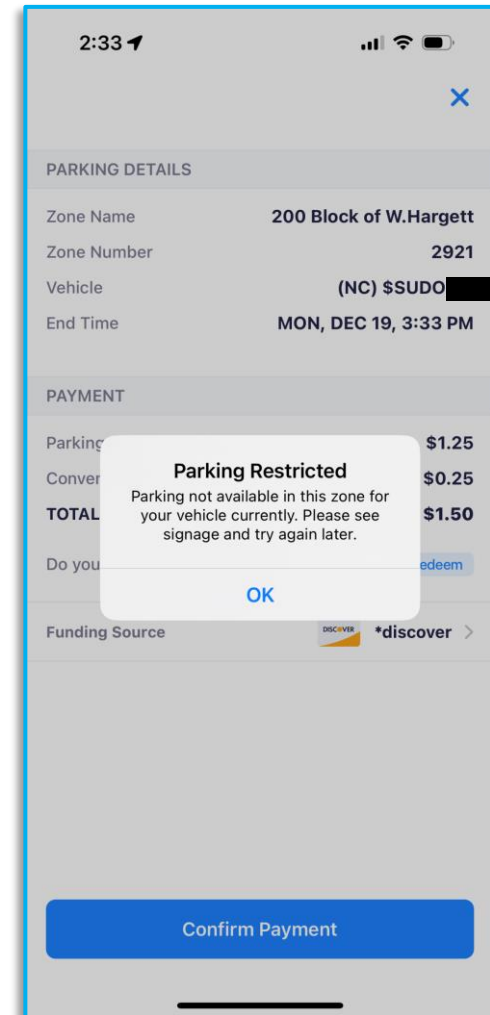 2:33
PARKING DETAILS
Zone Name 200 Block of W.Hargett
Zone Number 2921
Vehicle (NC) $SUDO
End Time MON, DEC 19, 3:33 PM
PAYMENT
Parking $1.25
Conver $0.25
TOTAL $1.50
Do you edeem
Parking Restricted
Parking not available in this zone for
your vehicle currently. Please see
signage and try again later.
OK
Funding Source DISCOVER *discover
Confirm Payment